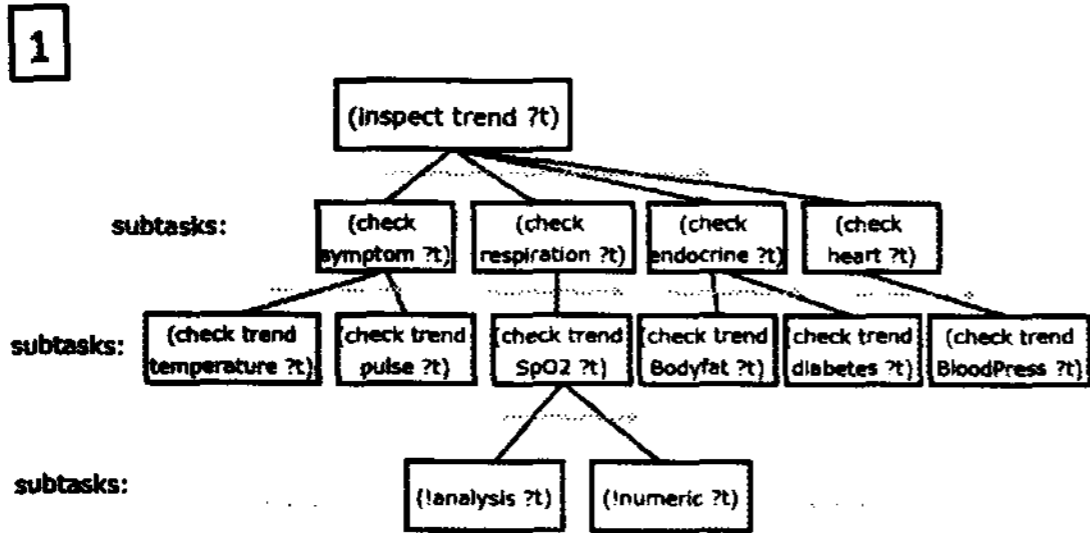 1
(inspect trend ?t)
subtasks:
(check
symptom ?t)
(check
respiration ?t)
(check
endocrine ?t)
(check
heart ?t)
subtasks:
(check trend
temperature ?t)
(check trend
pulse ?t)
(check trend
SpO2 ?t)
(check trend
Bodyfat ?t)
(check trend
diabetes ?t)
(check trend
BloodPress ?t)
subtasks:
(!analysis ?t)
(!numeric ?t)